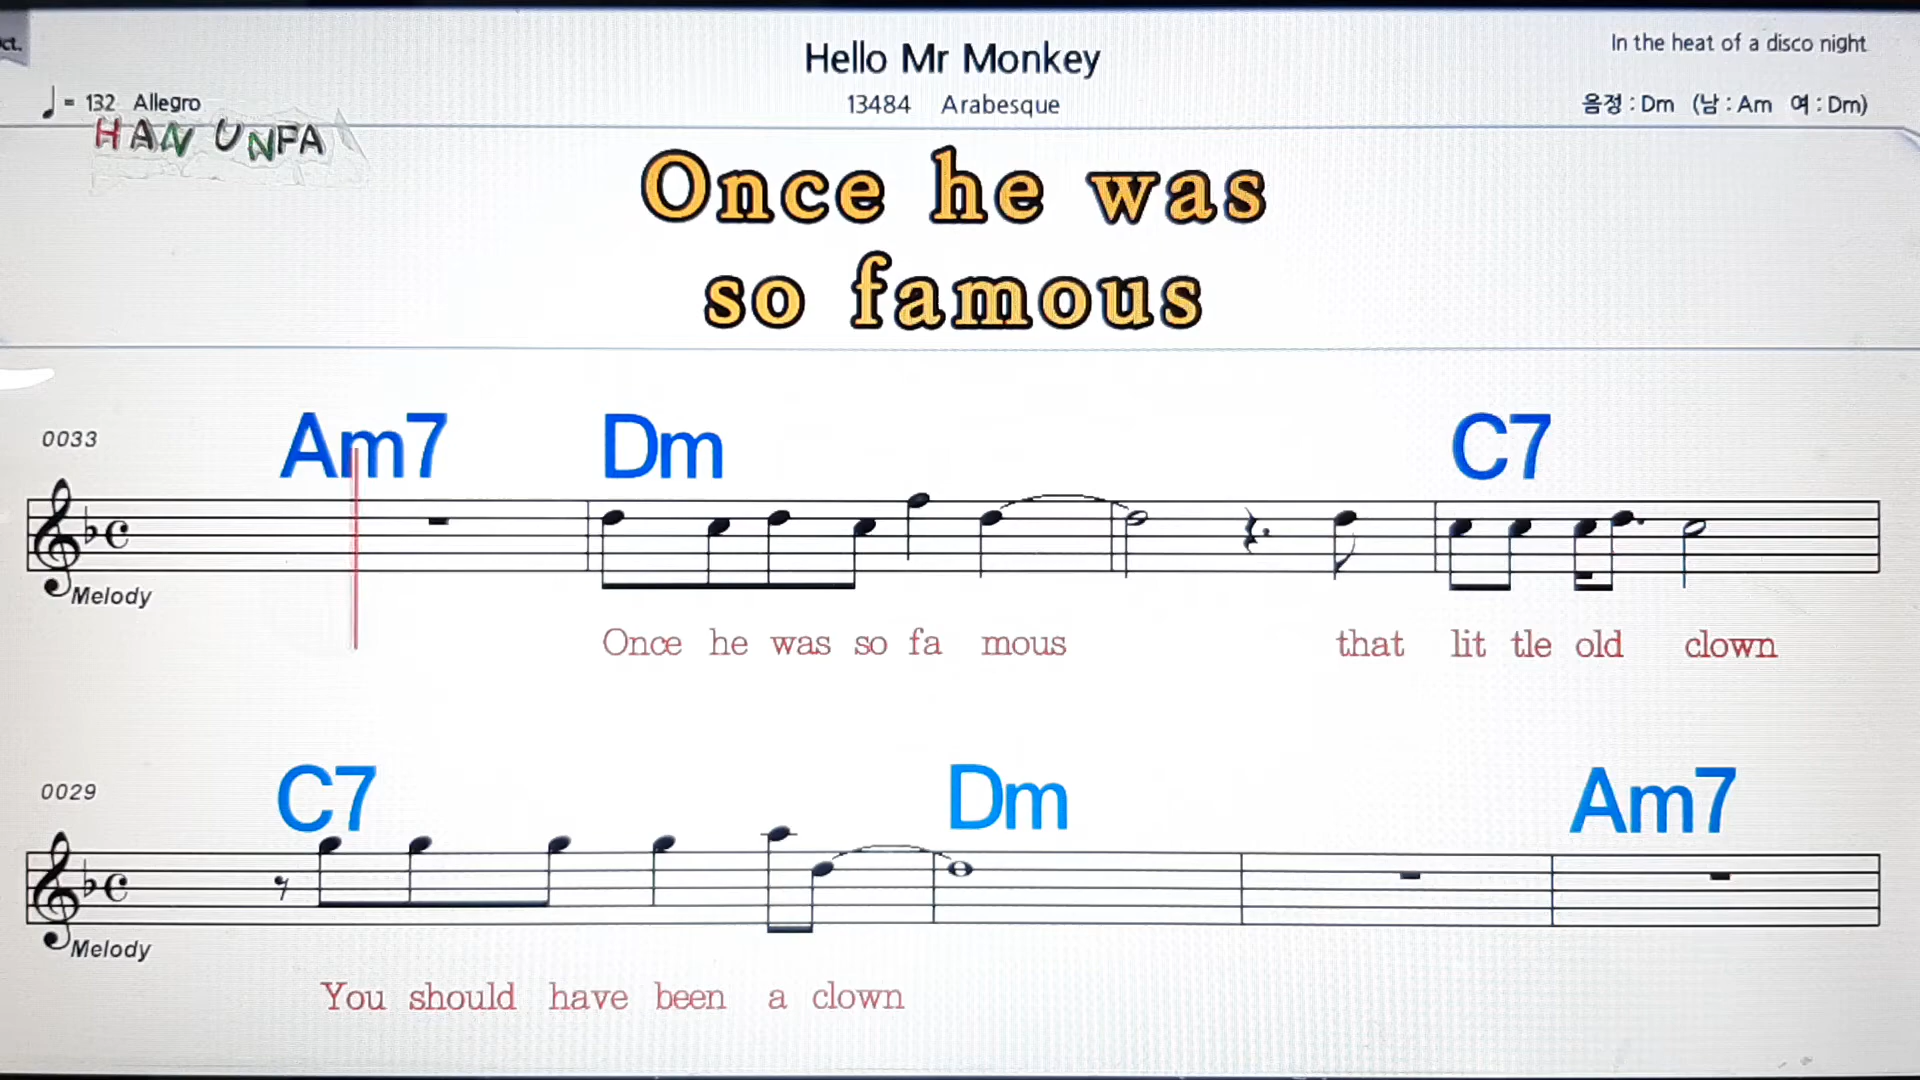 ct.
Hello Mr Monkey
In the heat of a disco night
= 132 Allegro
13484 Arabesque
음정 : Dm (남 : Am 여 : Dm)
HAN UNFA
Once he was
so famous
0033
Am7 Dm C7
Melody
Once he was so fa mous that lit tle old clown
0029
C7 Dm Am7
Melody
You should have been a clown